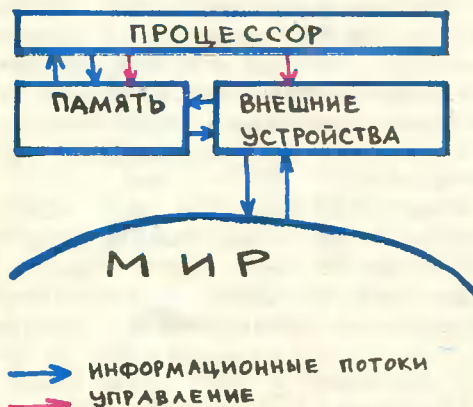 ПРОЦЕССОР
ПАМЯТЬ
ВНЕШНИЕ
УСТРОЙСТВА
МИР
ИНФОРМАЦИОННЫЕ ПОТОКИ
УПРАВЛЕНИЕ